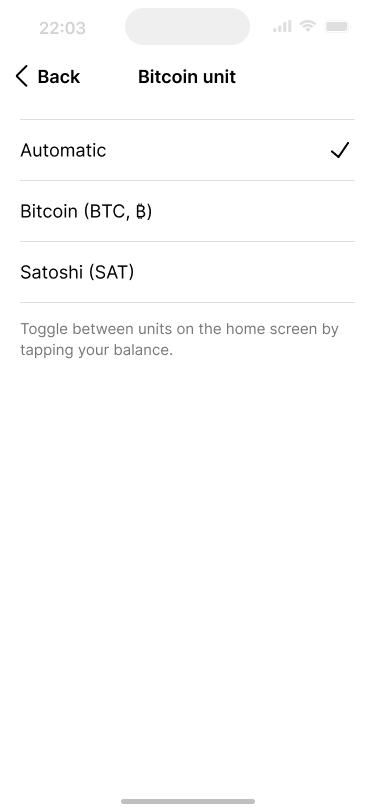 22:03
Back
Bitcoin unit
Automatic
Bitcoin (BTC, ₿)
Satoshi (SAT)
Toggle between units on the home screen by
tapping your balance.